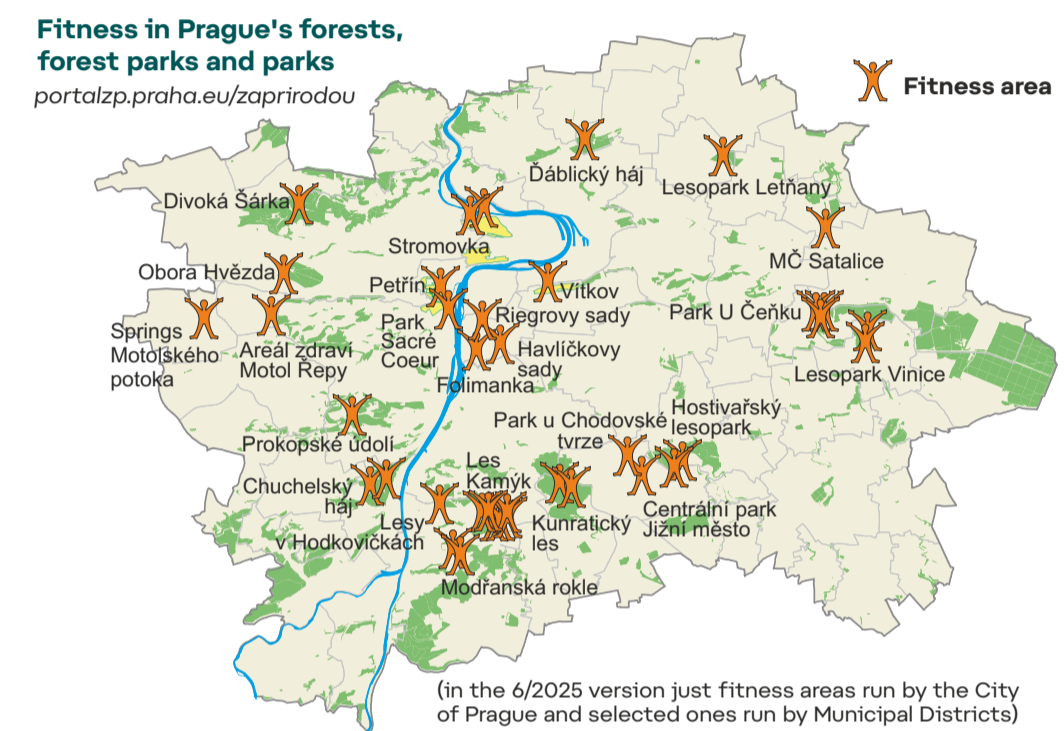 Fitness in Prague's forests,
forest parks and parks
portalzp.praha.eu/zaprirodou
Fitness area
Ďáblický háj
Lesopark Letňany
Divoká Šárka
Stromovka
MČ Satalice
Obora Hvězda
Petřín
Vítkov
Springs
Motolského
potoka
Areál zdraví
Motol Řepy
Park
Sacré
Coeur
Riegrovy sady
Park U Čeňku
Havlíčkovy
sady
Folimanka
Lesopark Vinice
Prokopské údolí
Park u Chodovské
tvrze
Hostivařský
lesopark
Chuchelský
háj
Les
Kamýk
Lesy
v Hodkovičkách
Kunratický
les
Centrální park
Jižní město
Modřanská rokle
(in the 6/2025 version just fitness areas run by the City
of Prague and selected ones run by Municipal Districts)